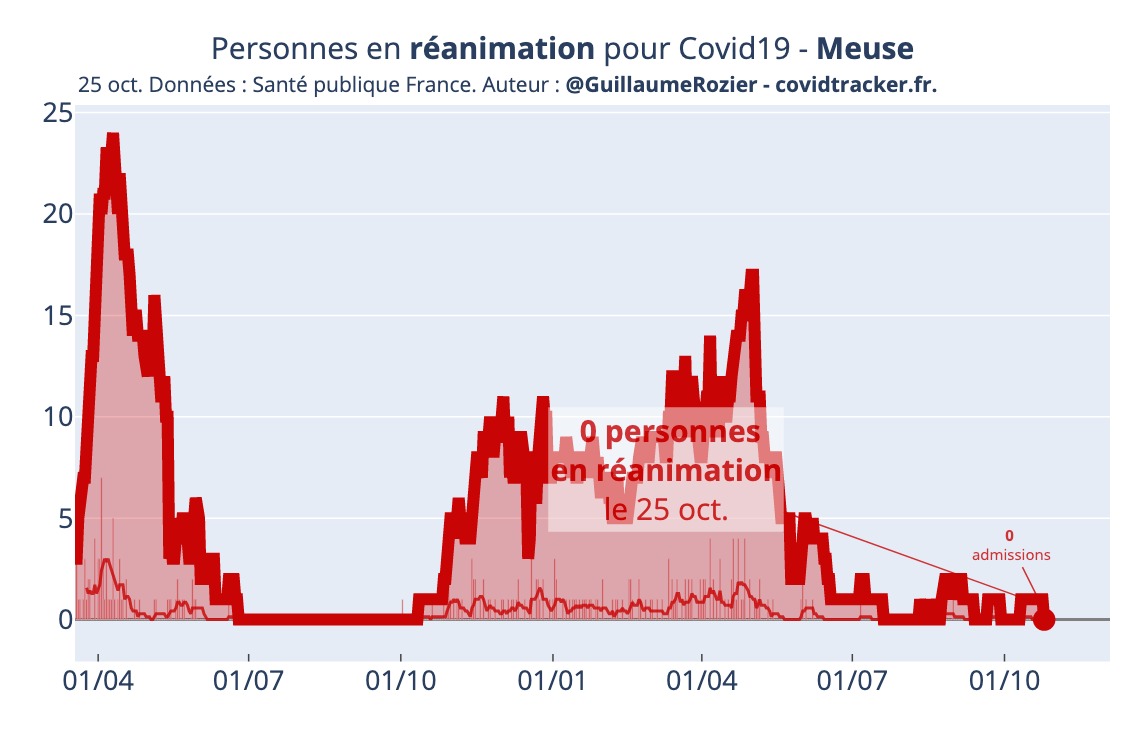 Personnes en réanimation pour Covid19 - Meuse
25 oct. Données : Santé publique France. Auteur : @GuillaumeRozier - covidtracker.fr.
25
20
15
10
5
0
0 personnes
en réanimation
le 25 oct.
0
admissions
01/04
01/07
01/10
01/01
01/04
01/07
01/10